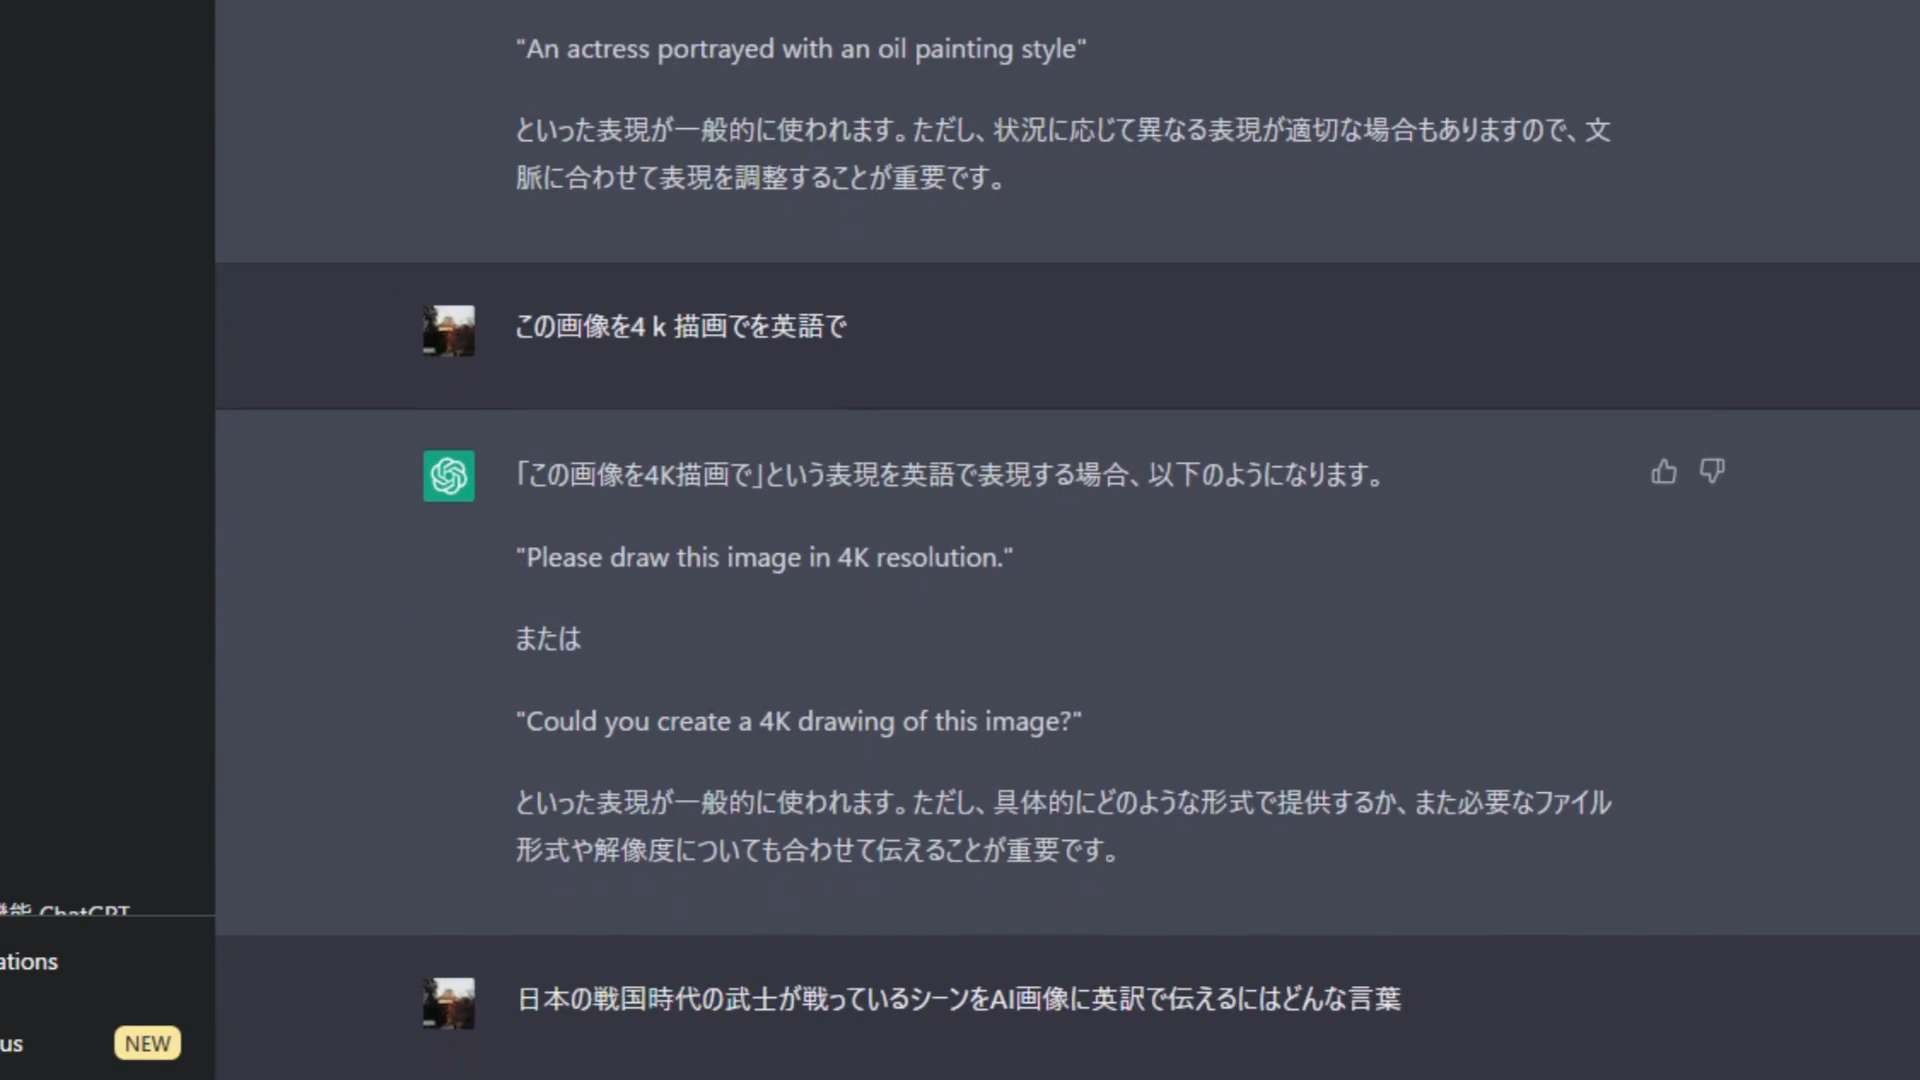 "An actress portrayed with an oil painting style"
といった表現が一般的に使われます。ただし、状況に応じて異なる表現が適切な場合もありますので、文
脈に合わせて表現を調整することが重要です。
この画像を4ｋ描画でを英語で
「この画像を4K描画で」という表現を英語で表現する場合、以下のようになります。
"Please draw this image in 4K resolution."
または
"Could you create a 4K drawing of this image?"
といった表現が一般的に使われます。ただし、具体的にどのような形式で提供するか、また必要なファイル
形式や解像度についても合わせて伝えることが重要です。
機能 ChatGPT
ations
日本の戦国時代の武士が戦っているシーンをAI画像に英訳で伝えるにはどんな言葉
us
NEW